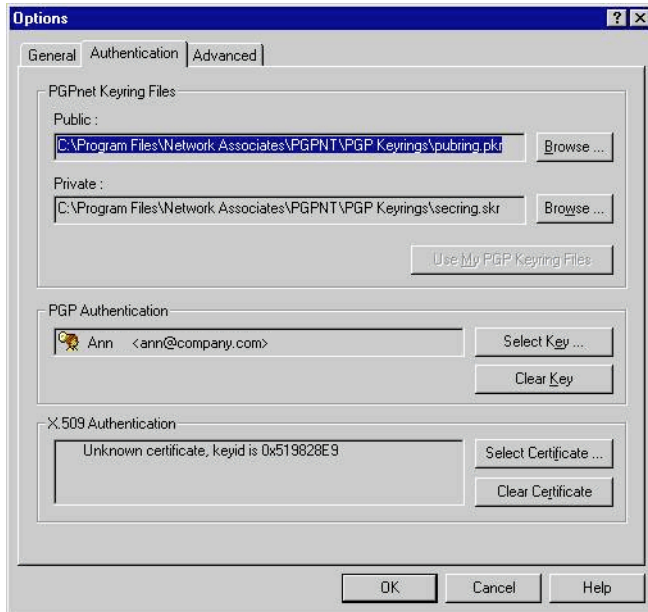 Options
General Authentication Advanced
PGPnet Keyring Files
Public :
C:\Program Files\Network Associates\PGPNT\PGP Keyrings\pubring.pkr Browse ...
Private :
C:\Program Files\Network Associates\PGPNT\PGP Keyrings\secring.skr Browse ...
Use My PGP Keyring Files
PGP Authentication
Ann <ann@company.com> Select Key ...
Clear Key
X.509 Authentication
Unknown certificate, keyid is 0x519828E9 Select Certificate ...
Clear Certificate
OK Cancel Help